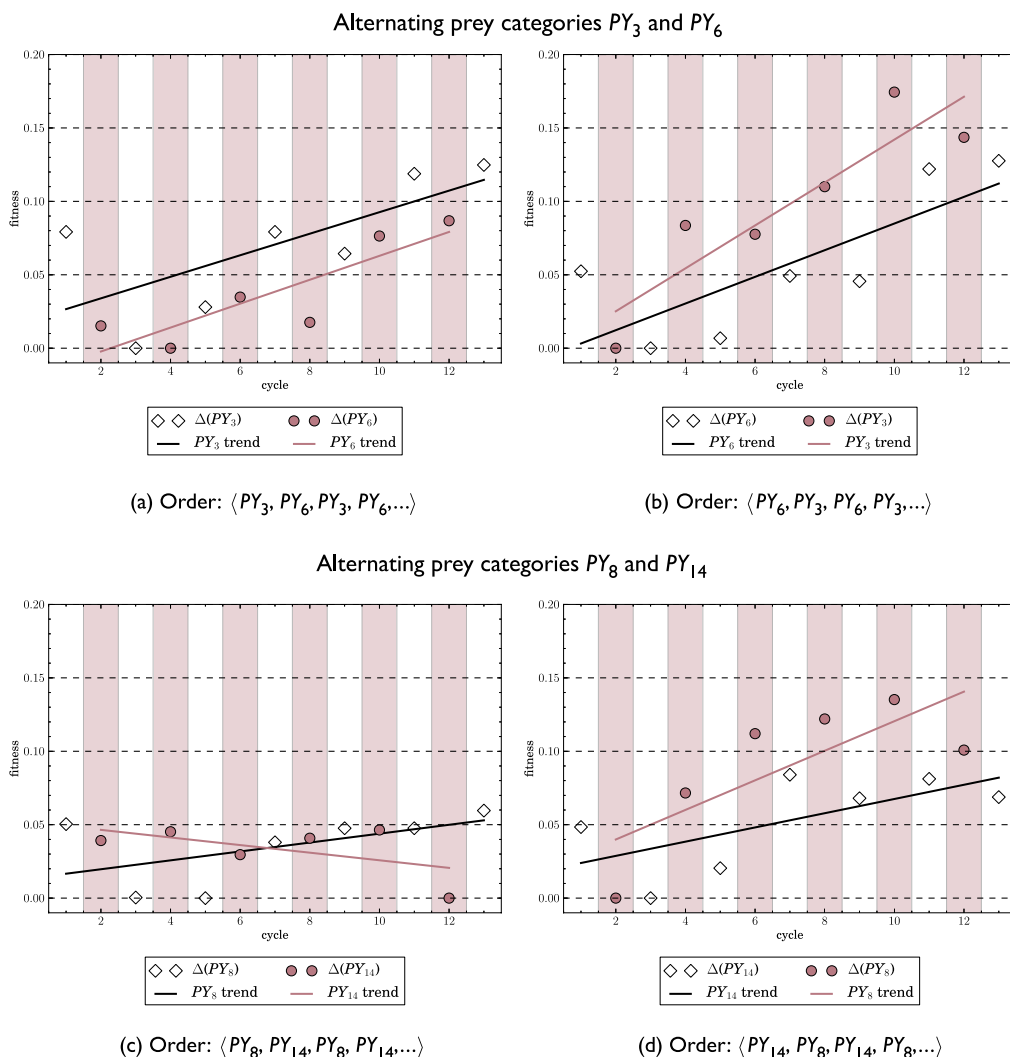 Alternating prey categories PY3 and PY6
0.20
0.15
0.10
0.05
0.00
fitness
2 4 6 8 10 12
cycle
Δ(PY3) Δ(PY6)
PY3 trend PY6 trend
(a) Order: ⟨PY3, PY6, PY3, PY6,...⟩
0.20
0.15
0.10
0.05
0.00
fitness
2 4 6 8 10 12
cycle
Δ(PY6) Δ(PY3)
PY6 trend PY3 trend
(b) Order: ⟨PY6, PY3, PY6, PY3,...⟩
Alternating prey categories PY8 and PY14
0.20
0.15
0.10
0.05
0.00
fitness
2 4 6 8 10 12
cycle
Δ(PY8) Δ(PY14)
PY8 trend PY14 trend
(c) Order: ⟨PY8, PY14, PY8, PY14,...⟩
0.20
0.15
0.10
0.05
0.00
fitness
2 4 6 8 10 12
cycle
Δ(PY14) Δ(PY8)
PY14 trend PY8 trend
(d) Order: ⟨PY14, PY8, PY14, PY8,...⟩